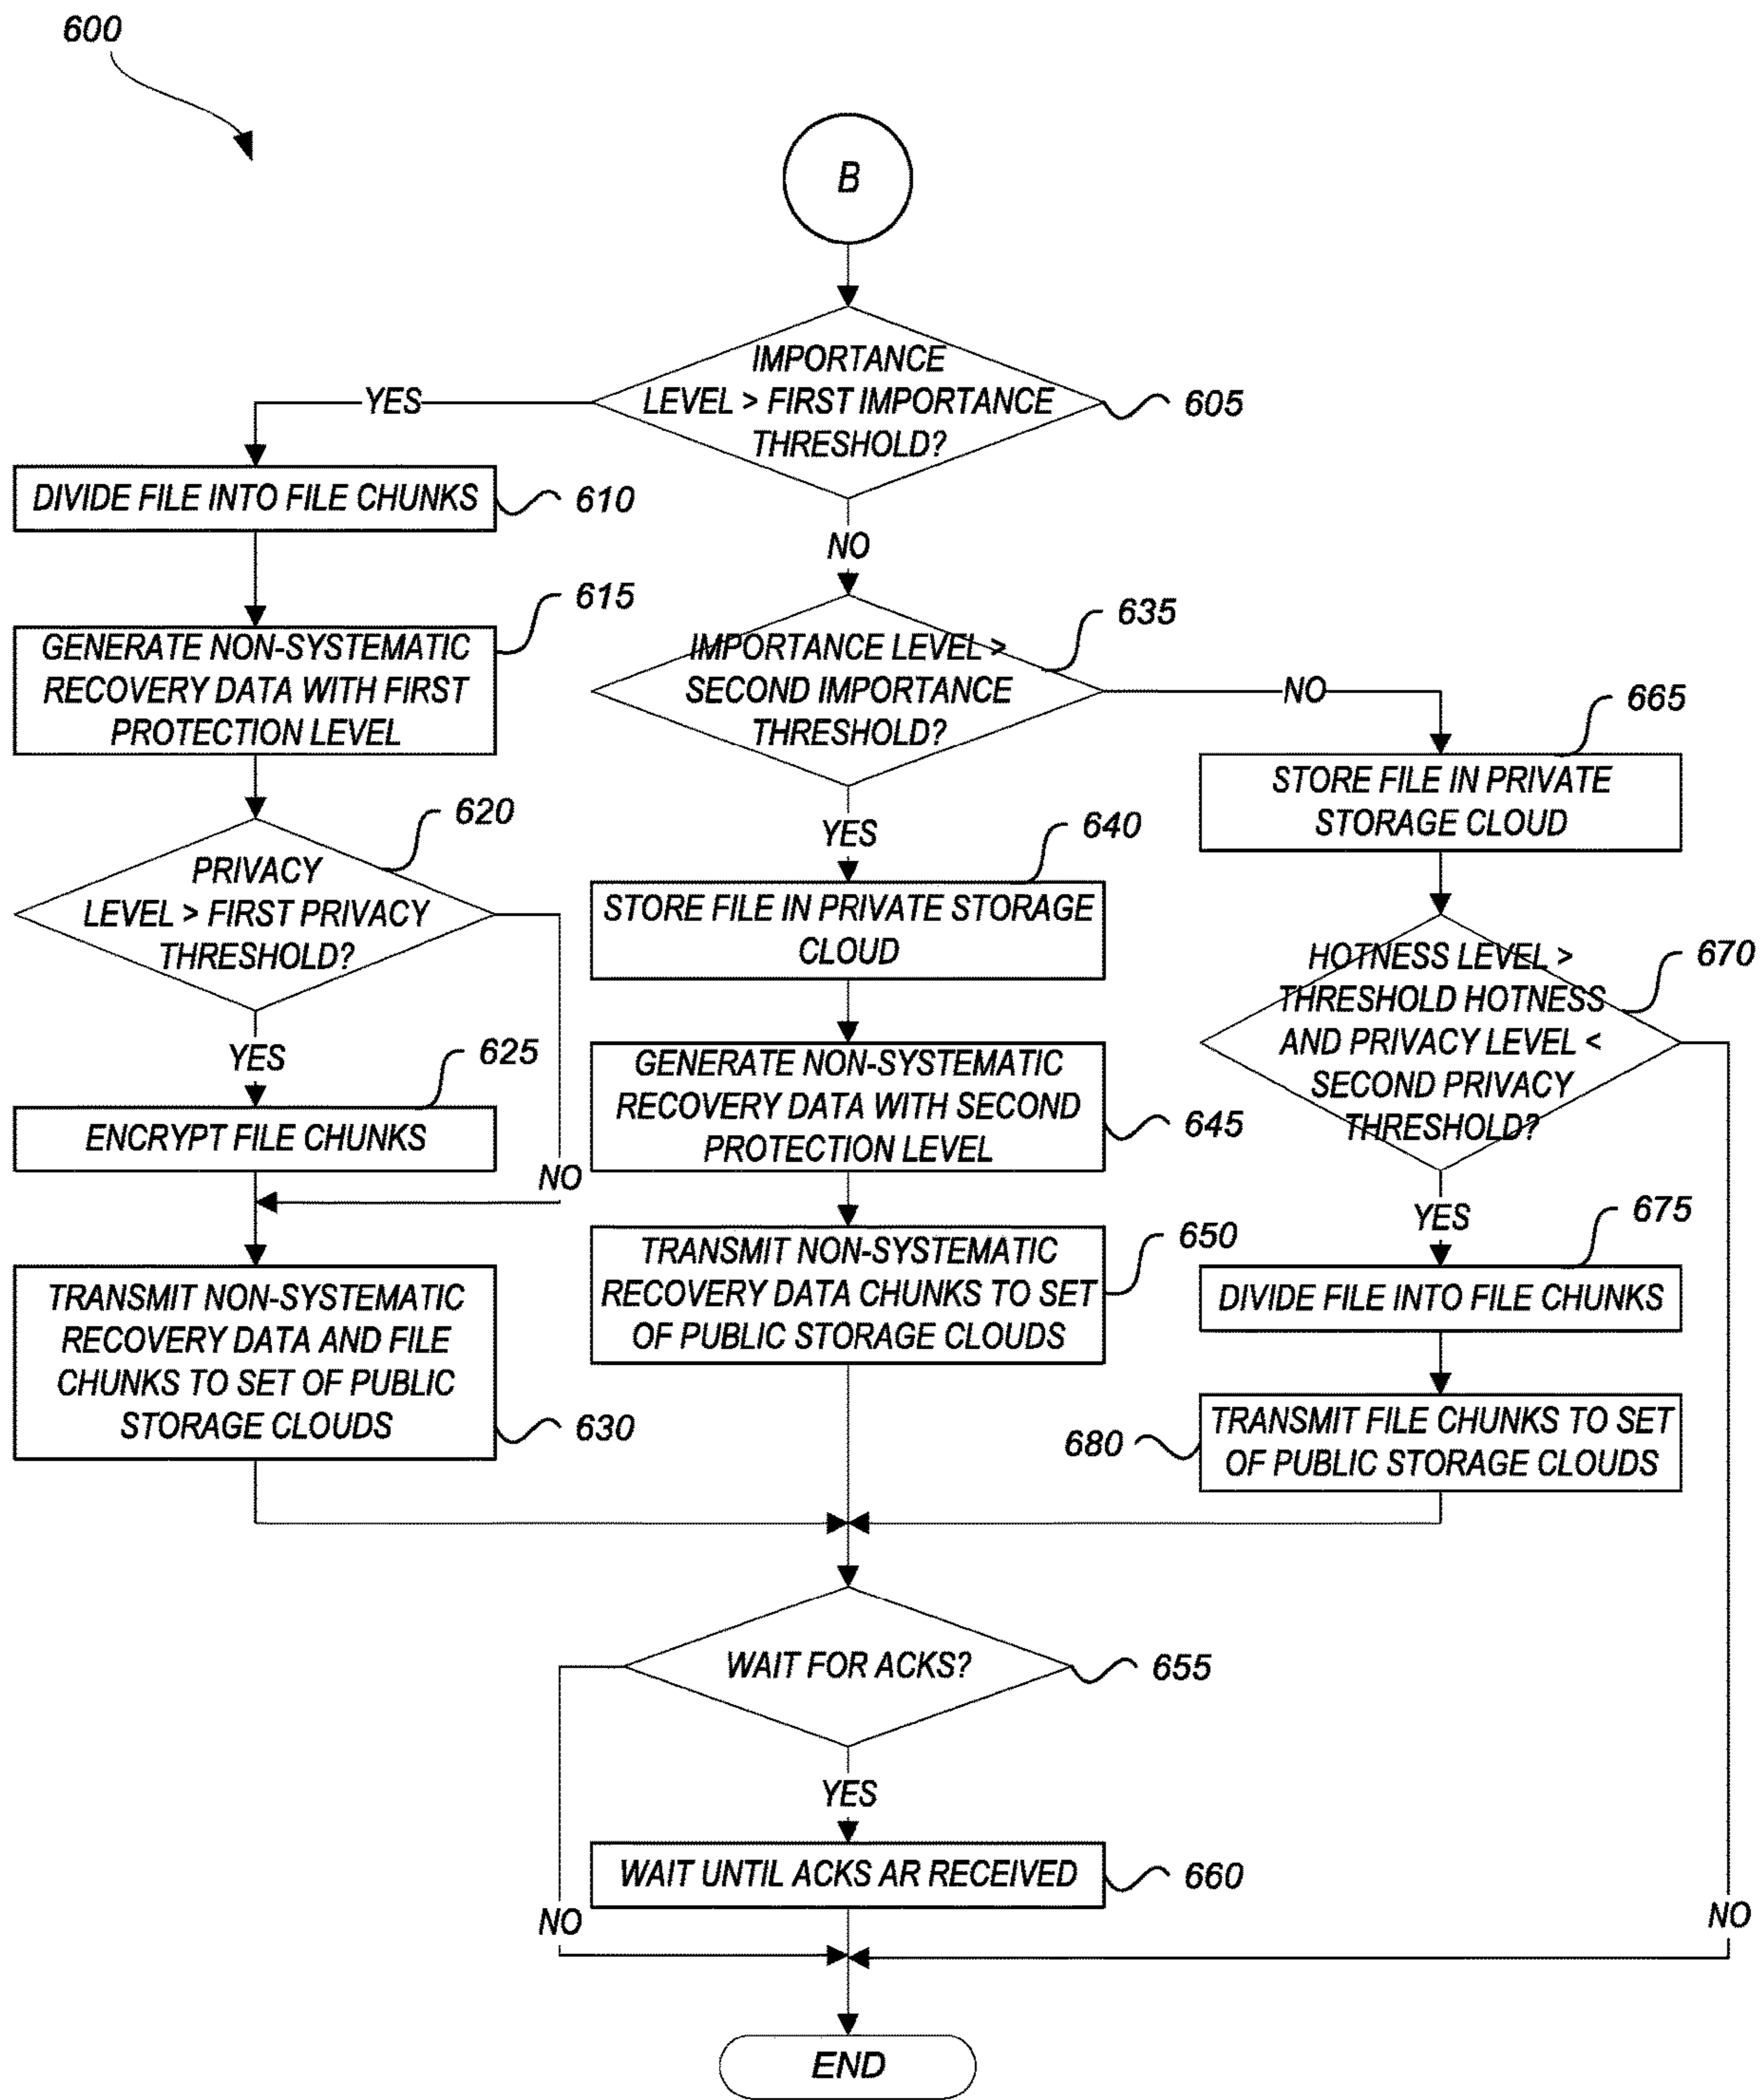 600
B
IMPORTANCE
LEVEL > FIRST IMPORTANCE
THRESHOLD?
605
YES
NO
DIVIDE FILE INTO FILE CHUNKS
610
GENERATE NON-SYSTEMATIC
RECOVERY DATA WITH FIRST
PROTECTION LEVEL
615
PRIVACY
LEVEL > FIRST PRIVACY
THRESHOLD?
620
YES
NO
ENCRYPT FILE CHUNKS
625
TRANSMIT NON-SYSTEMATIC
RECOVERY DATA AND FILE
CHUNKS TO SET OF PUBLIC
STORAGE CLOUDS
630
IMPORTANCE LEVEL >
SECOND IMPORTANCE
THRESHOLD?
635
YES
NO
STORE FILE IN PRIVATE STORAGE
CLOUD
640
GENERATE NON-SYSTEMATIC
RECOVERY DATA WITH SECOND
PROTECTION LEVEL
645
TRANSMIT NON-SYSTEMATIC
RECOVERY DATA CHUNKS TO SET
OF PUBLIC STORAGE CLOUDS
650
STORE FILE IN PRIVATE
STORAGE CLOUD
665
HOTNESS LEVEL >
THRESHOLD HOTNESS
AND PRIVACY LEVEL <
SECOND PRIVACY
THRESHOLD?
670
YES
NO
DIVIDE FILE INTO FILE CHUNKS
675
TRANSMIT FILE CHUNKS TO SET
OF PUBLIC STORAGE CLOUDS
680
WAIT FOR ACKS?
655
YES
NO
WAIT UNTIL ACKS AR RECEIVED
660
END